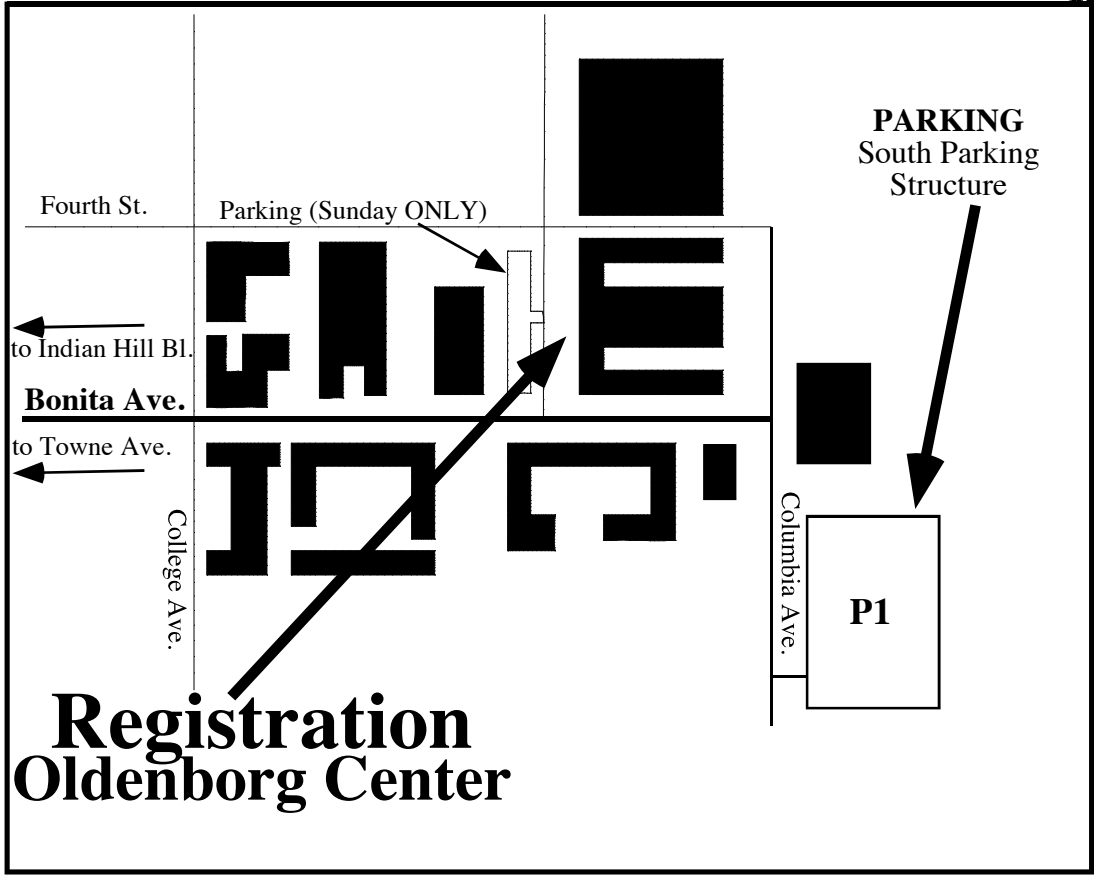 PARKING
South Parking
Structure
Fourth St.
Parking (Sunday ONLY)
to Indian Hill Bl.
Bonita Ave.
to Towne Ave.
College Ave.
Columbia Ave.
P1
Registration
Oldenborg Center